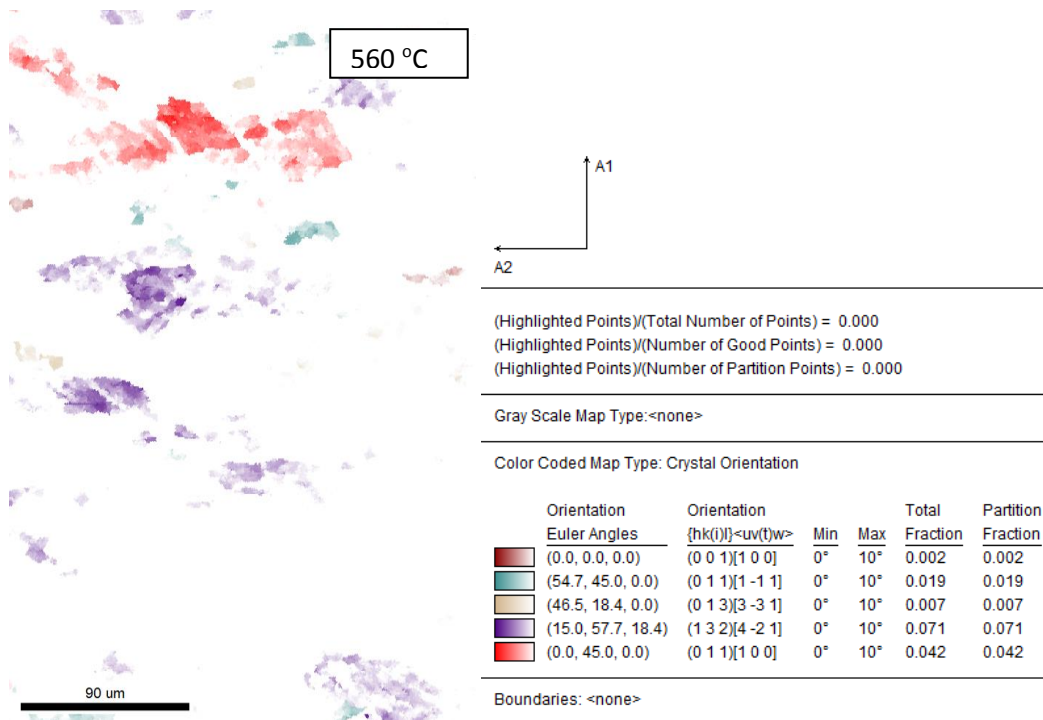 560 °C
A1
A2
(Highlighted Points)/(Total Number of Points) = 0.000
(Highlighted Points)/(Number of Good Points) = 0.000
(Highlighted Points)/(Number of Partition Points) = 0.000
Gray Scale Map Type:<none>
Color Coded Map Type: Crystal Orientation
Orientation Orientation Total Partition
Euler Angles {hk(i)l}<uv(t)w> Min Max Fraction Fraction
(0.0, 0.0, 0.0) (0 0 1)[1 0 0] 0° 10° 0.002 0.002
(54.7, 45.0, 0.0) (0 1 1)[1 -1 1] 0° 10° 0.019 0.019
(46.5, 18.4, 0.0) (0 1 3)[3 -3 1] 0° 10° 0.007 0.007
(15.0, 57.7, 18.4) (1 3 2)[4 -2 1] 0° 10° 0.071 0.071
(0.0, 45.0, 0.0) (0 1 1)[1 0 0] 0° 10° 0.042 0.042
90 um
Boundaries: <none>